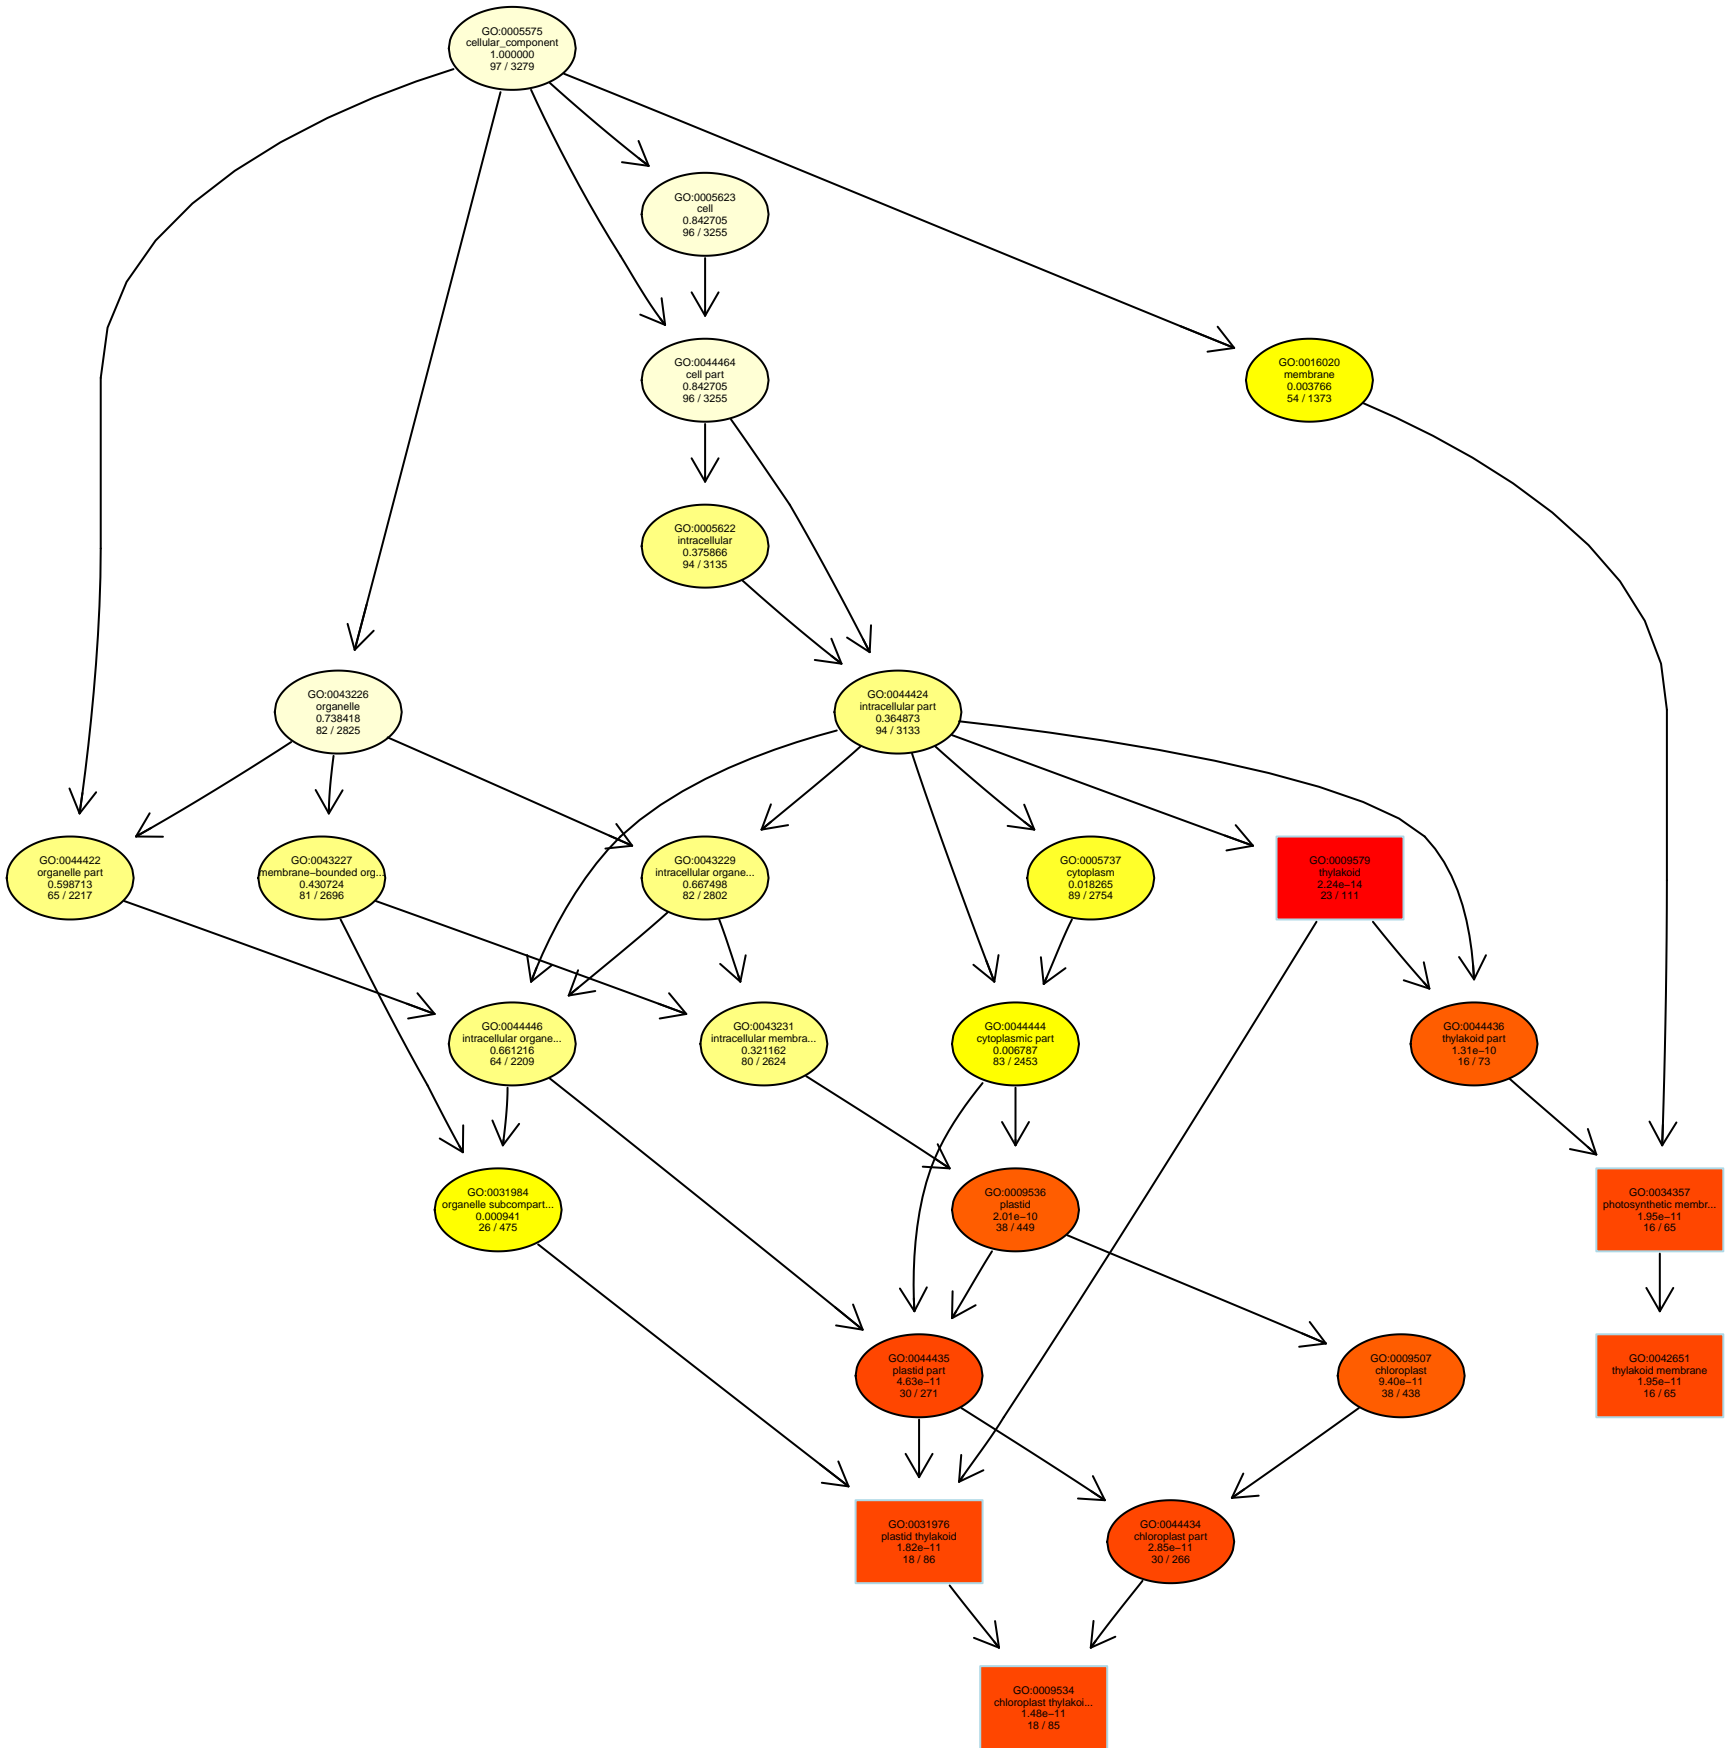 GO:0005575
cellular_component
1.000000
97 / 3279
GO:0005623
cell
0.842705
96 / 3255
GO:0044464
cell part
0.842705
96 / 3255
GO:0016020
membrane
0.003766
54 / 1373
GO:0005622
intracellular
0.375866
94 / 3135
GO:0043226
organelle
0.738418
82 / 2825
GO:0044424
intracellular part
0.364873
94 / 3133
GO:0044422
organelle part
0.598713
65 / 2217
GO:0043227
membrane−bounded org...
0.430724
81 / 2696
GO:0043229
intracellular organe...
0.667498
82 / 2802
GO:0005737
cytoplasm
0.018265
89 / 2754
GO:0009579
thylakoid
2.24e−14
23 / 111
GO:0044446
intracellular organe...
0.661216
64 / 2209
GO:0043231
intracellular membra...
0.321162
80 / 2624
GO:0044444
cytoplasmic part
0.006787
83 / 2453
GO:0044436
thylakoid part
1.31e−10
16 / 73
GO:0031984
organelle subcompart...
0.000941
26 / 475
GO:0009536
plastid
2.01e−10
38 / 449
GO:0034357
photosynthetic membr...
1.95e−11
16 / 65
GO:0044435
plastid part
4.63e−11
30 / 271
GO:0009507
chloroplast
9.40e−11
38 / 438
GO:0042651
thylakoid membrane
1.95e−11
16 / 65
GO:0031976
plastid thylakoid
1.82e−11
18 / 86
GO:0044434
chloroplast part
2.85e−11
30 / 266
GO:0009534
chloroplast thylakoi...
1.48e−11
18 / 85